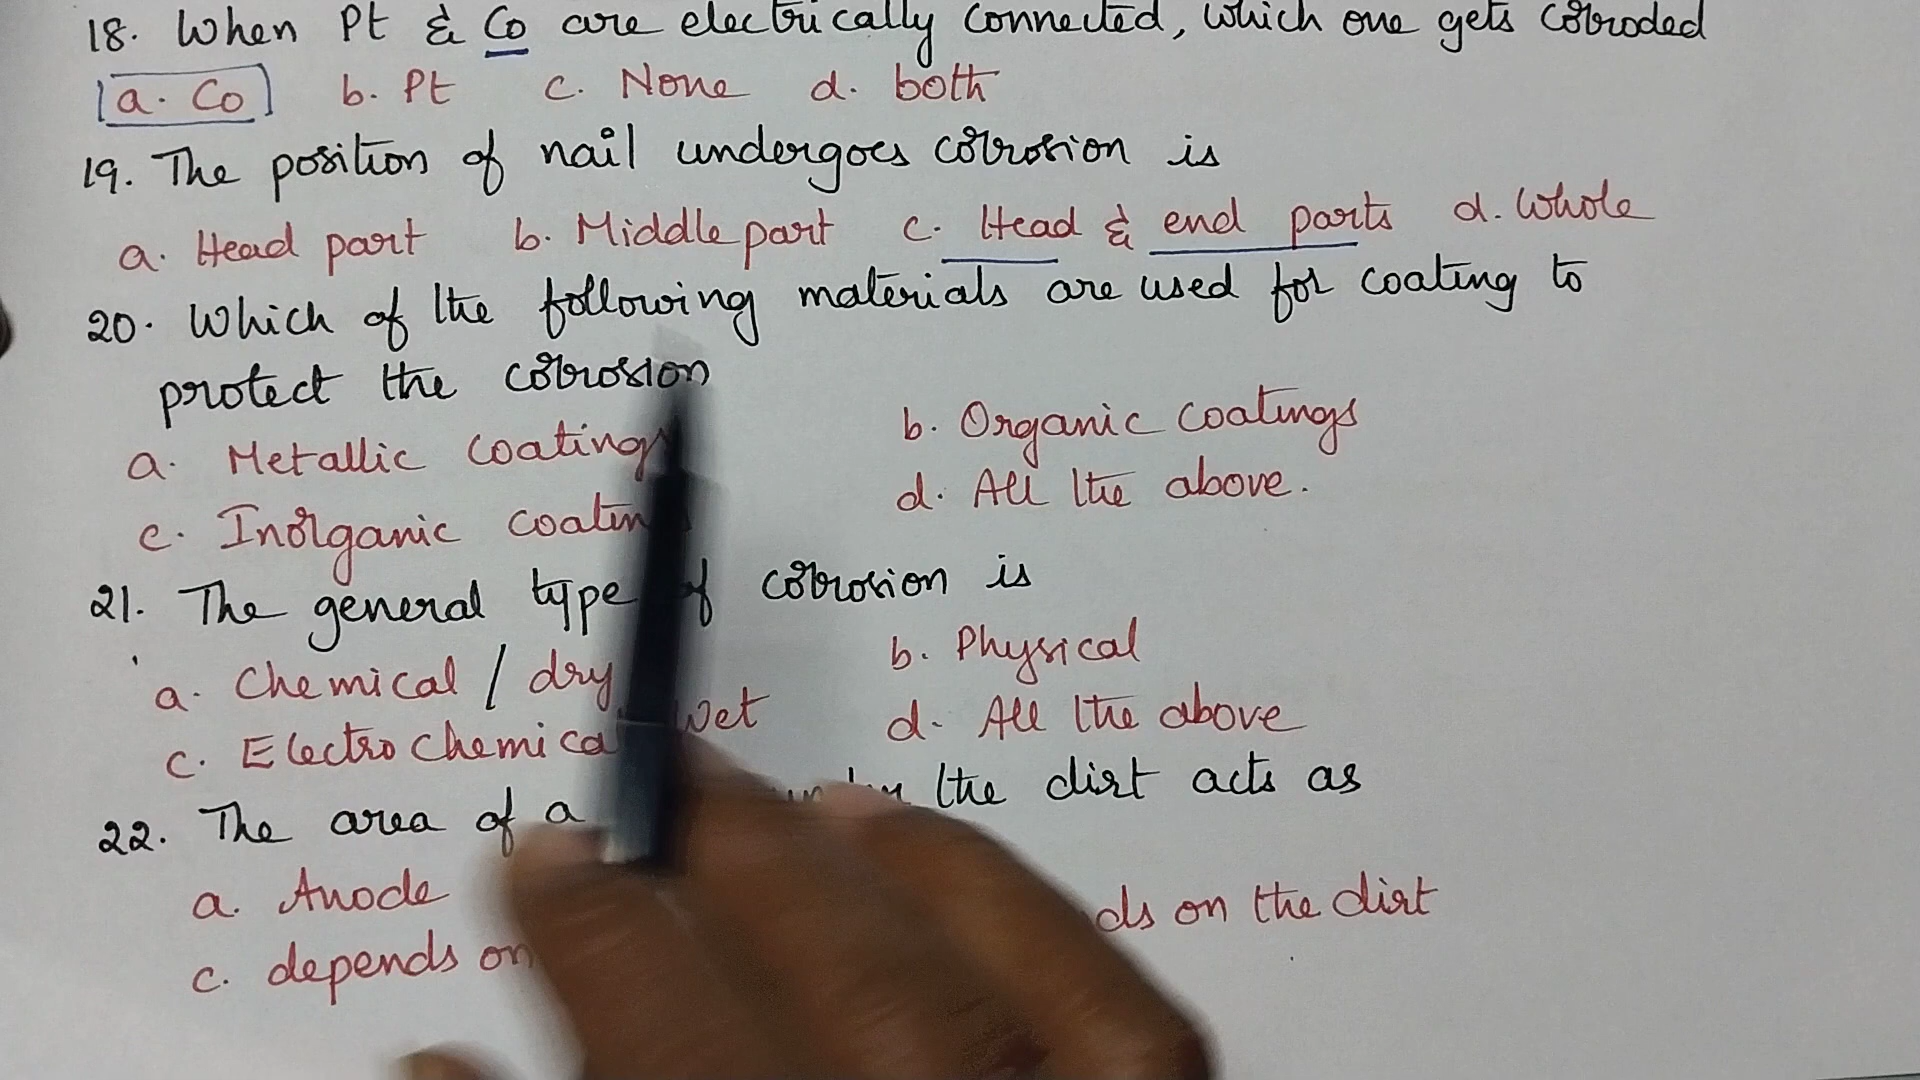 18. When Pt & Co are electrically connected, which one gets corroded
a. Co b. Pt c. None d. both
19. The position of nail undergoes corrosion is
a. Head part b. Middle part c. Head & end parts d. Whole
20. Which of the following materials are used for coating to
protect the corrosion
a. Metallic coatings b. Organic coatings
c. Inorganic d. All the above.
21. The general type of corrosion is
a. Chemical / dry b. Physical
c. Electrochemical wet d. All the above
22. The area of a the dirt acts as
a. Anode on the dirt
c. depends on